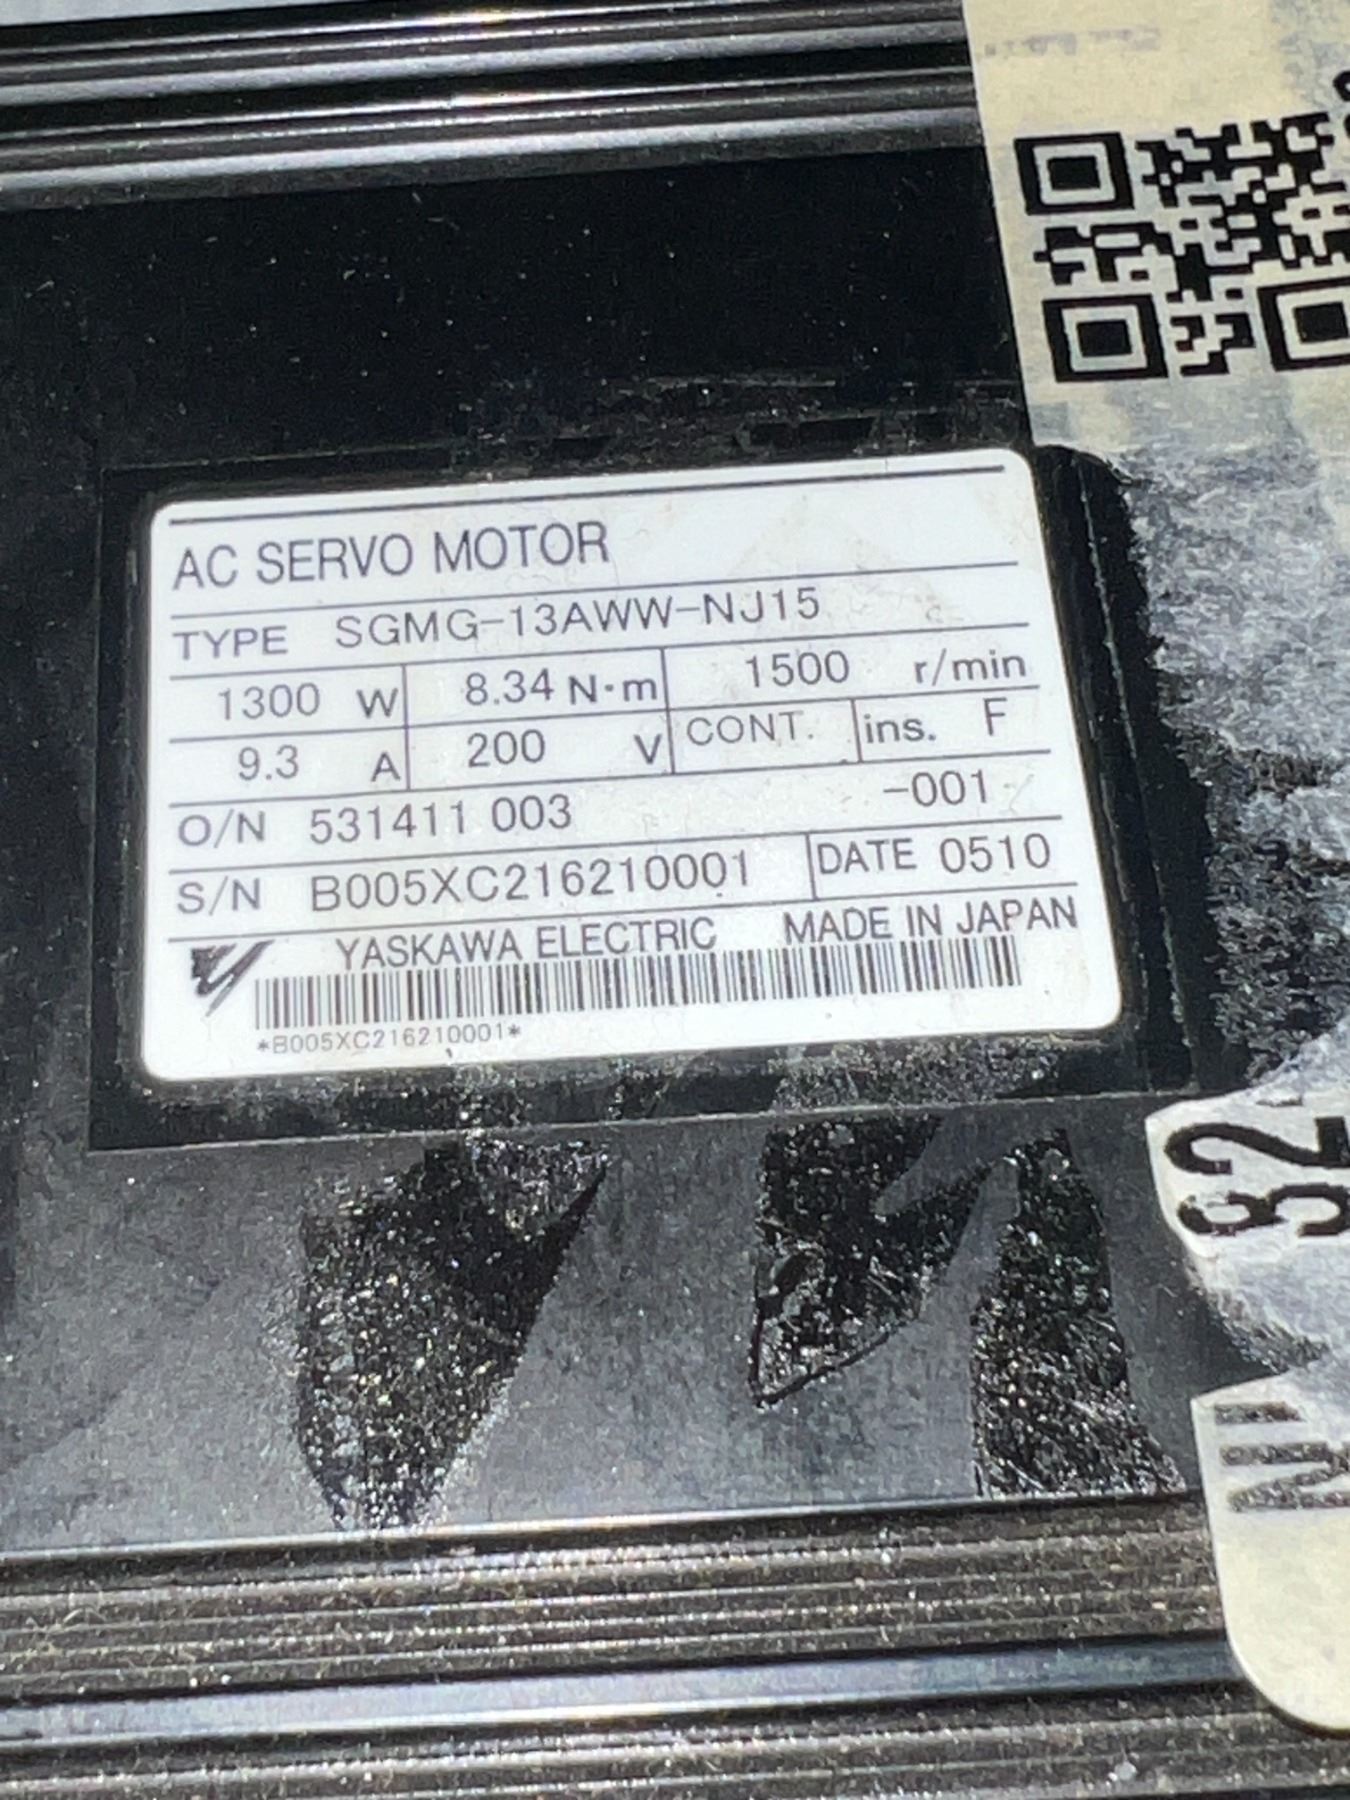 AC SERVO MOTOR
TYPE SGMG-13AWW-NJ15
1300 W 8.34 N·m 1500 r/min
9.3 A 200 V CONT. ins. F
O/N 531411 003 -001
S/N B005XC216210001 DATE 0510
YASKAWA ELECTRIC MADE IN JAPAN
*B005XC216210001*
82